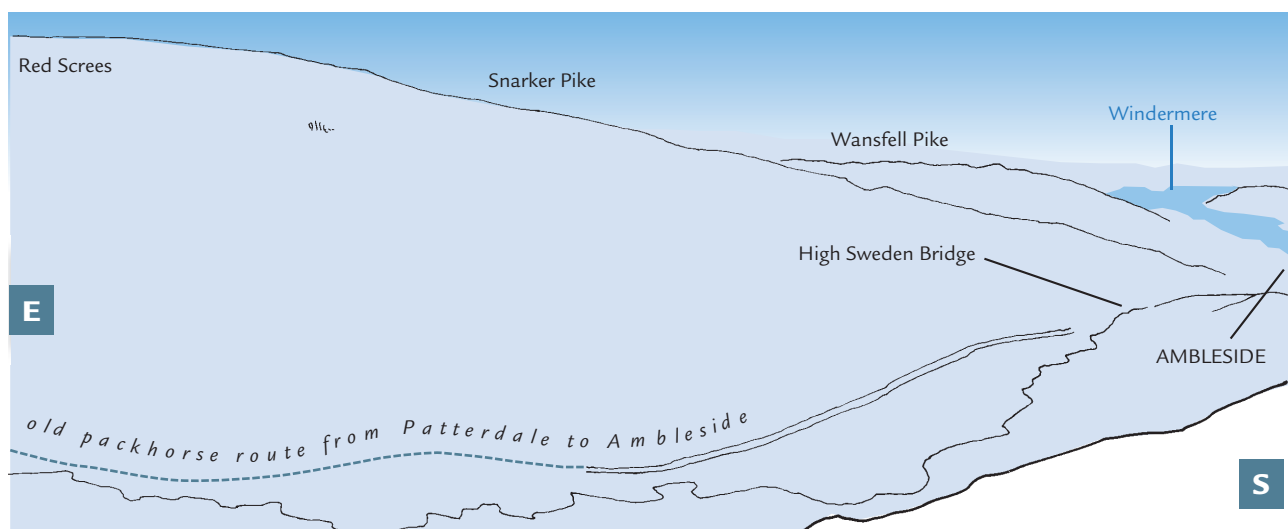 Red Screes
Snarker Pike
Wansfell Pike
Windermere
High Sweden Bridge
E
AMBLESIDE
old packhorse route from Patterdale to Ambleside
S